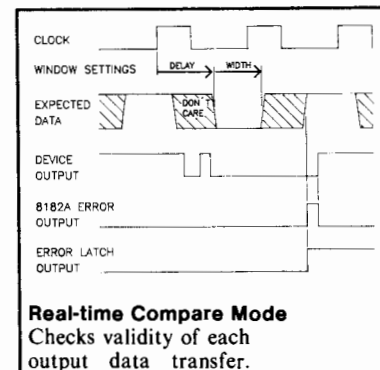 CLOCK
WINDOW SETTINGS DELAY WIDTH
EXPECTED DATA
DON'T CARE
DEVICE OUTPUT
8182A ERROR OUTPUT
ERROR LATCH OUTPUT
Real-time Compare Mode
Checks validity of each
output data transfer.